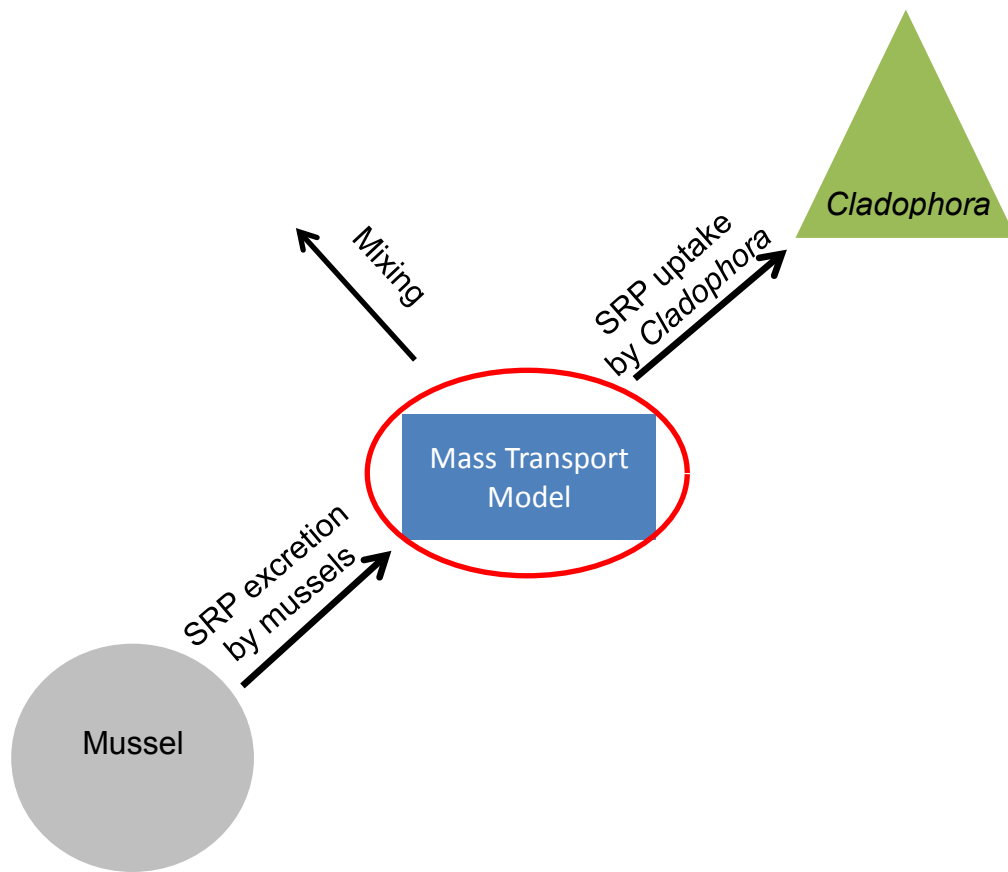 Cladophora
Mixing
SRP uptake
by Cladophora
Mass Transport
Model
SRP excretion
by mussels
Mussel